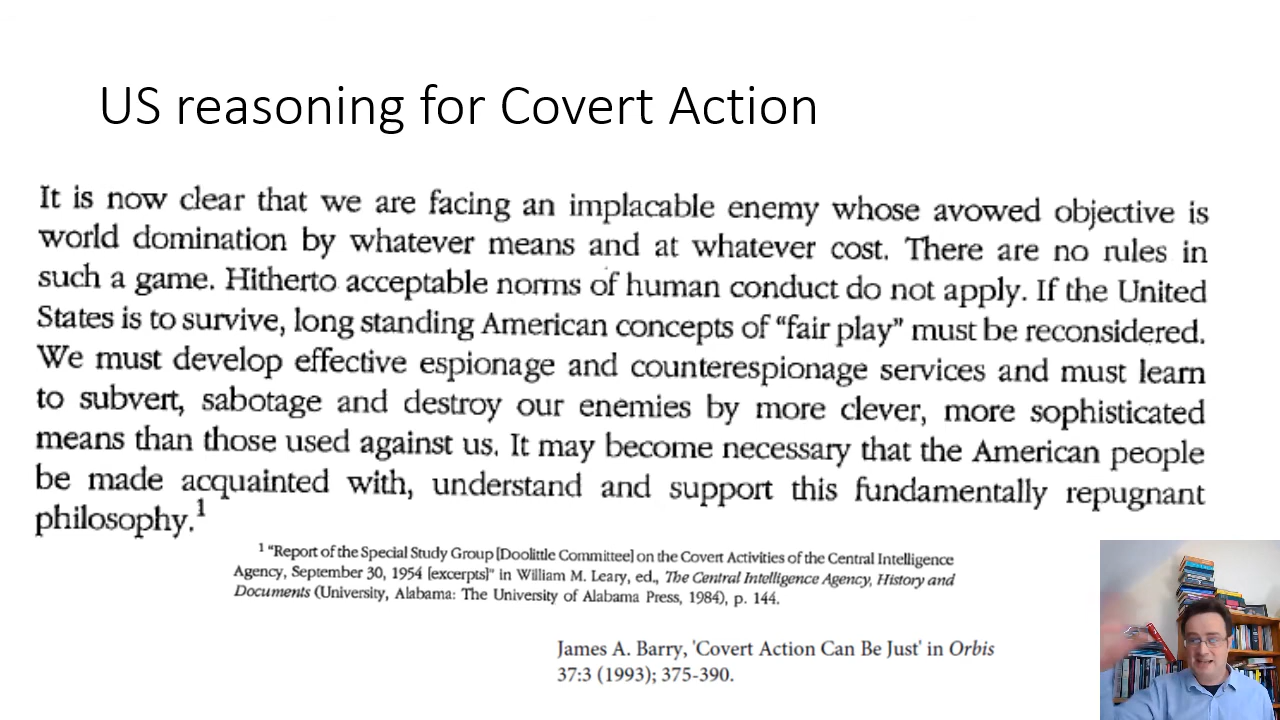 US reasoning for Covert Action
It is now clear that we are facing an implacable enemy whose avowed objective is
world domination by whatever means and at whatever cost. There are no rules in
such a game. Hitherto acceptable norms of human conduct do not apply. If the United
States is to survive, long standing American concepts of “fair play” must be reconsidered.
We must develop effective espionage and counterespionage services and must learn
to subvert, sabotage and destroy our enemies by more clever, more sophisticated
means than those used against us. It may become necessary that the American people
be made acquainted with, understand and support this fundamentally repugnant
philosophy.1
1 “Report of the Special Study Group [Doolittle Committee] on the Covert Activities of the Central Intelligence
Agency, September 30, 1954 [excerpts]” in William M. Leary, ed., The Central Intelligence Agency, History and
Documents (University, Alabama: The University of Alabama Press, 1984), p. 144.
James A. Barry, 'Covert Action Can Be Just' in Orbis
37:3 (1993); 375-390.